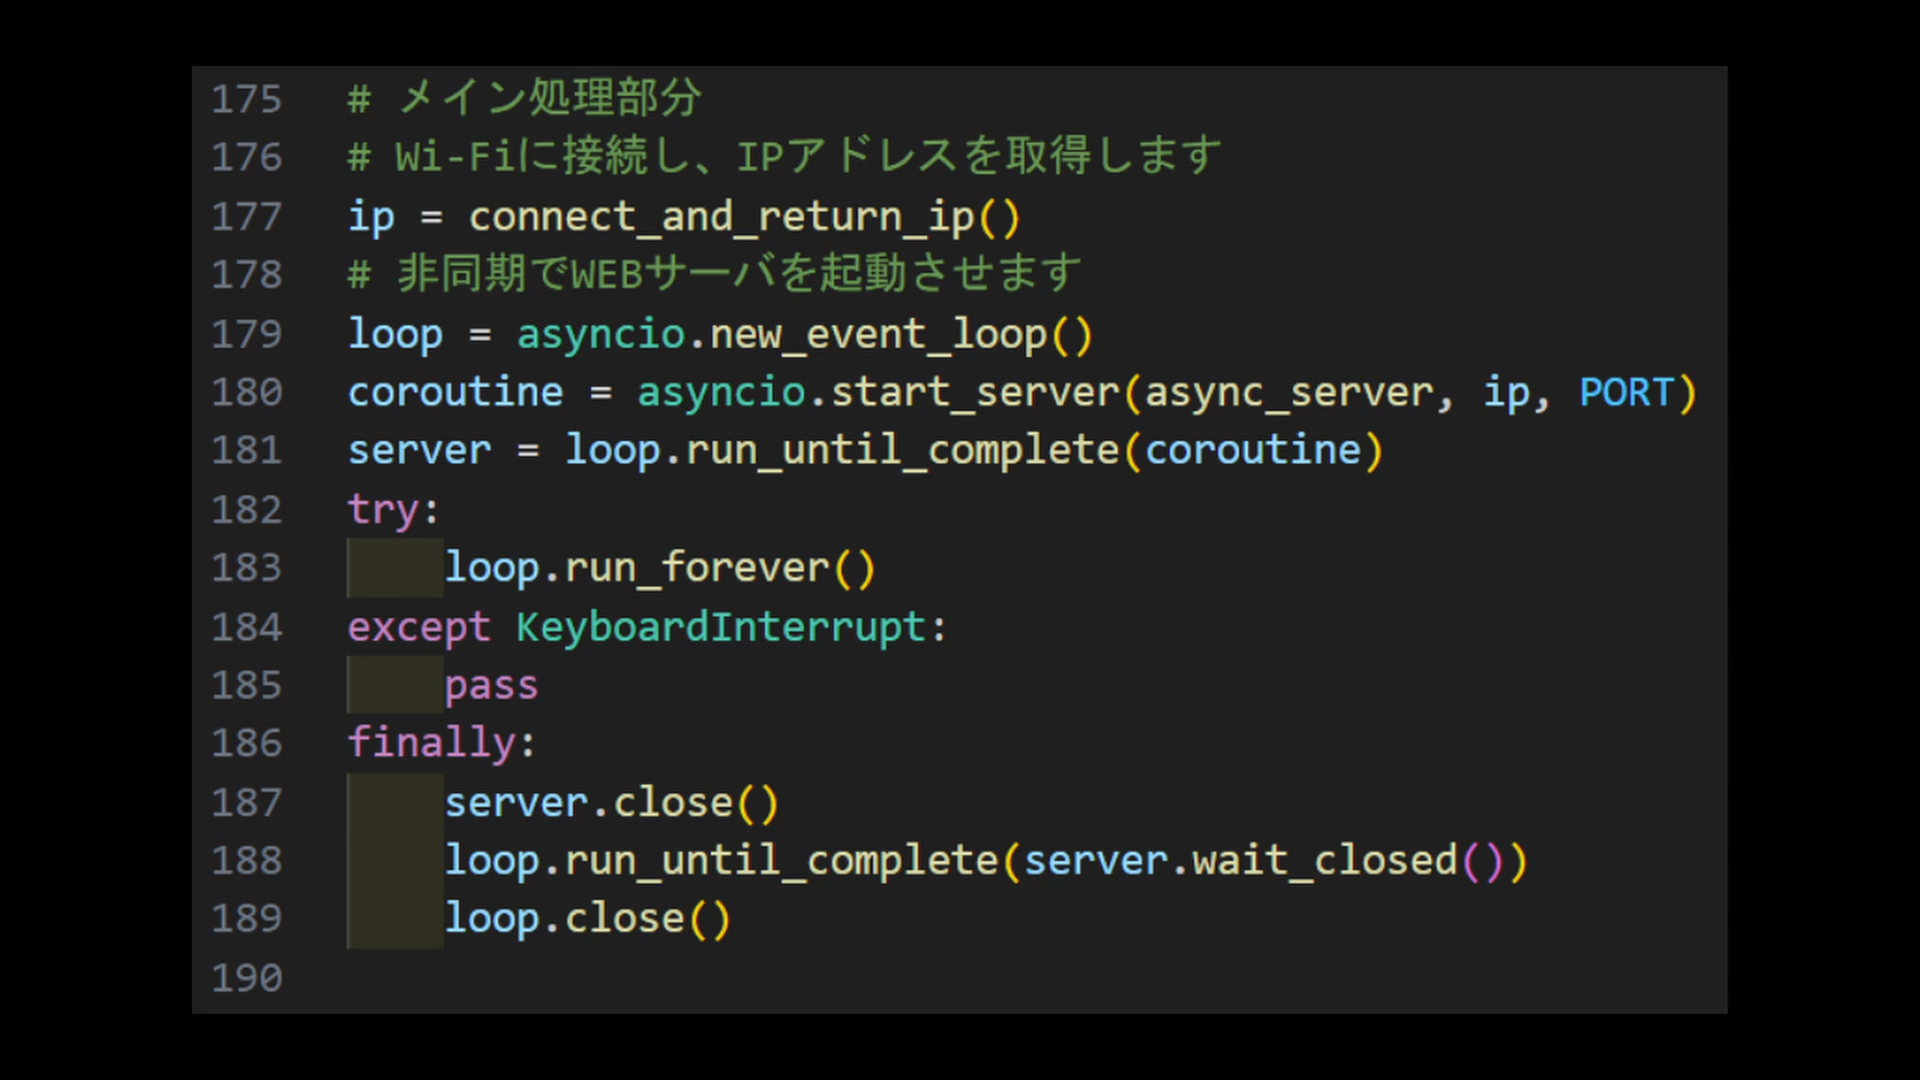 175 # メイン処理部分
176 # Wi-Fiに接続し、IPアドレスを取得します
177 ip = connect_and_return_ip()
178 # 非同期でWEBサーバを起動させます
179 loop = asyncio.new_event_loop()
180 coroutine = asyncio.start_server(async_server, ip, PORT)
181 server = loop.run_until_complete(coroutine)
182 try:
183     loop.run_forever()
184 except KeyboardInterrupt:
185     pass
186 finally:
187     server.close()
188     loop.run_until_complete(server.wait_closed())
189     loop.close()
190